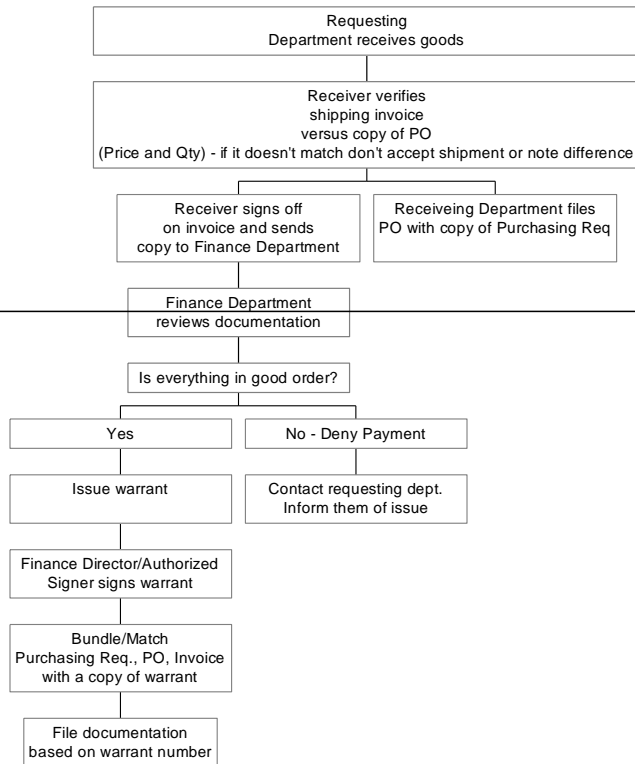 Requesting
Department receives goods
Receiver verifies
shipping invoice
versus copy of PO
(Price and Qty) - if it doesn't match don't accept shipment or note difference
Receiver signs off
on invoice and sends
copy to Finance Department
Receiveing Department files
PO with copy of Purchasing Req
Finance Department
reviews documentation
Is everything in good order?
Yes
No - Deny Payment
Issue warrant
Contact requesting dept.
Inform them of issue
Finance Director/Authorized
Signer signs warrant
Bundle/Match
Purchasing Req., PO, Invoice
with a copy of warrant
File documentation
based on warrant number